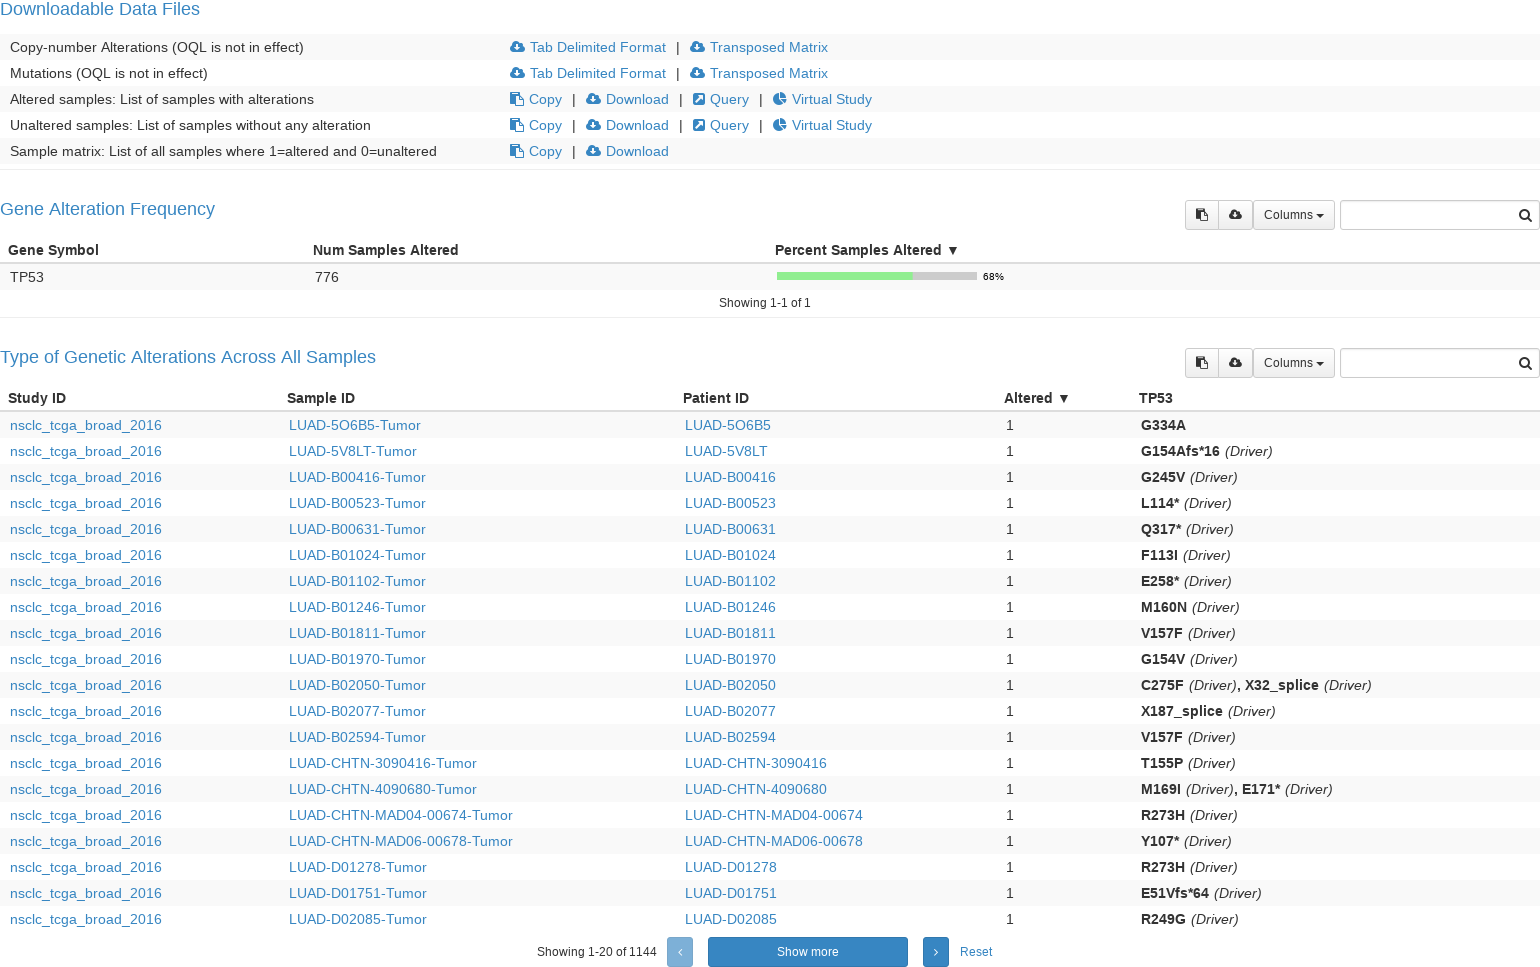 Downloadable Data Files
Copy-number Alterations (OQL is not in effect) Tab Delimited Format | Transposed Matrix
Mutations (OQL is not in effect) Tab Delimited Format | Transposed Matrix
Altered samples: List of samples with alterations Copy | Download | Query | Virtual Study
Unaltered samples: List of samples without any alteration Copy | Download | Query | Virtual Study
Sample matrix: List of all samples where 1=altered and 0=unaltered Copy | Download
Gene Alteration Frequency Columns
Gene Symbol Num Samples Altered Percent Samples Altered ▼
TP53 776 68%
Showing 1-1 of 1
Type of Genetic Alterations Across All Samples Columns
Study ID Sample ID Patient ID Altered ▼ TP53
nsclc_tcga_broad_2016 LUAD-5O6B5-Tumor LUAD-5O6B5 1 G334A
nsclc_tcga_broad_2016 LUAD-5V8LT-Tumor LUAD-5V8LT 1 G154Afs*16 (Driver)
nsclc_tcga_broad_2016 LUAD-B00416-Tumor LUAD-B00416 1 G245V (Driver)
nsclc_tcga_broad_2016 LUAD-B00523-Tumor LUAD-B00523 1 L114* (Driver)
nsclc_tcga_broad_2016 LUAD-B00631-Tumor LUAD-B00631 1 Q317* (Driver)
nsclc_tcga_broad_2016 LUAD-B01024-Tumor LUAD-B01024 1 F113I (Driver)
nsclc_tcga_broad_2016 LUAD-B01102-Tumor LUAD-B01102 1 E258* (Driver)
nsclc_tcga_broad_2016 LUAD-B01246-Tumor LUAD-B01246 1 M160N (Driver)
nsclc_tcga_broad_2016 LUAD-B01811-Tumor LUAD-B01811 1 V157F (Driver)
nsclc_tcga_broad_2016 LUAD-B01970-Tumor LUAD-B01970 1 G154V (Driver)
nsclc_tcga_broad_2016 LUAD-B02050-Tumor LUAD-B02050 1 C275F (Driver), X32_splice (Driver)
nsclc_tcga_broad_2016 LUAD-B02077-Tumor LUAD-B02077 1 X187_splice (Driver)
nsclc_tcga_broad_2016 LUAD-B02594-Tumor LUAD-B02594 1 V157F (Driver)
nsclc_tcga_broad_2016 LUAD-CHTN-3090416-Tumor LUAD-CHTN-3090416 1 T155P (Driver)
nsclc_tcga_broad_2016 LUAD-CHTN-4090680-Tumor LUAD-CHTN-4090680 1 M169I (Driver), E171* (Driver)
nsclc_tcga_broad_2016 LUAD-CHTN-MAD04-00674-Tumor LUAD-CHTN-MAD04-00674 1 R273H (Driver)
nsclc_tcga_broad_2016 LUAD-CHTN-MAD06-00678-Tumor LUAD-CHTN-MAD06-00678 1 Y107* (Driver)
nsclc_tcga_broad_2016 LUAD-D01278-Tumor LUAD-D01278 1 R273H (Driver)
nsclc_tcga_broad_2016 LUAD-D01751-Tumor LUAD-D01751 1 E51Vfs*64 (Driver)
nsclc_tcga_broad_2016 LUAD-D02085-Tumor LUAD-D02085 1 R249G (Driver)
Showing 1-20 of 1144 ‹ Show more › Reset